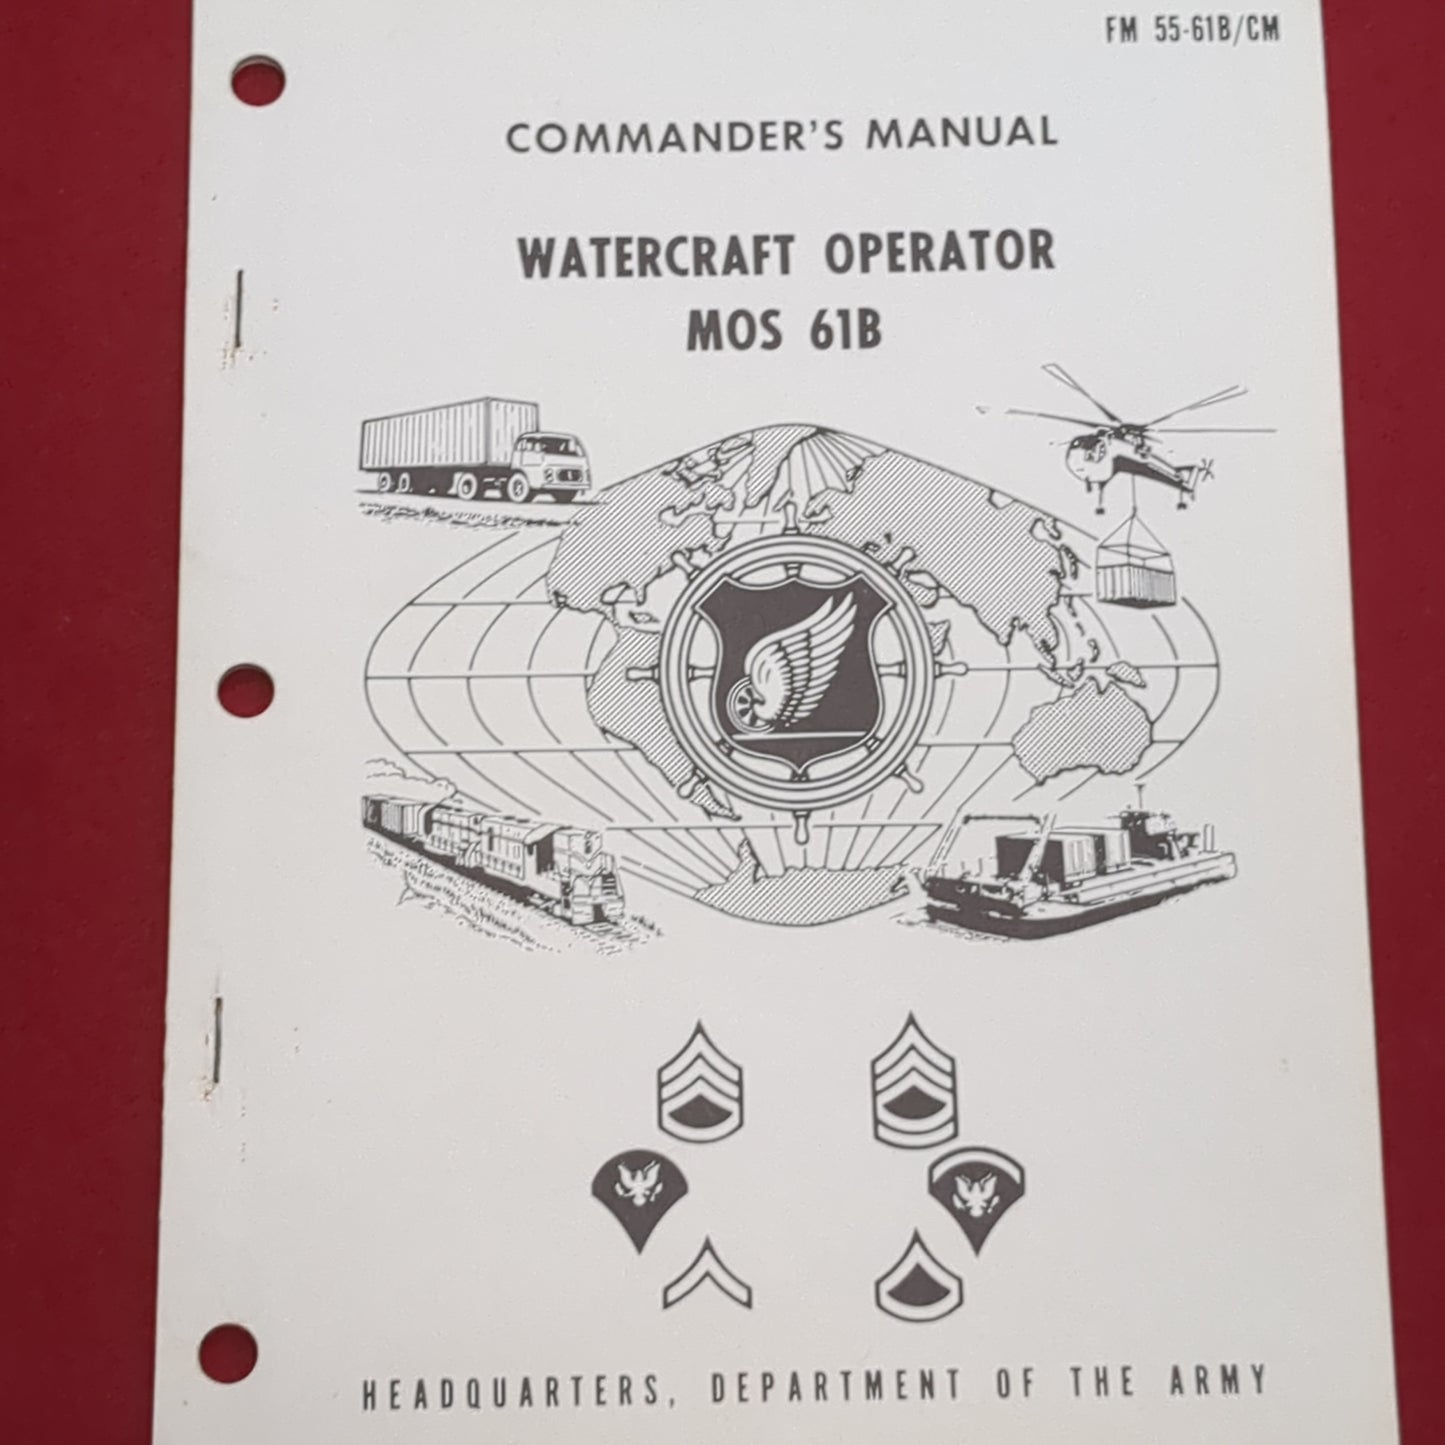 FM 55-61B/CM
COMMANDER'S MANUAL
WATERCRAFT OPERATOR
MOS 61B
HEADQUARTERS, DEPARTMENT OF THE ARMY